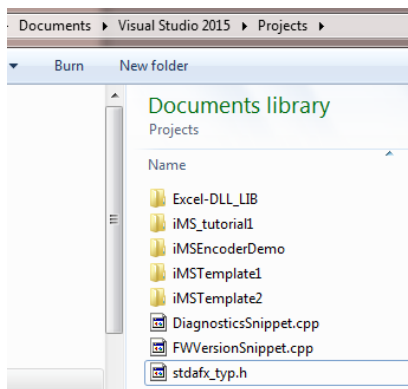 Documents Visual Studio 2015 Projects
Burn New folder
Documents library
Projects
Name
Excel-DLL_LIB
iMS_tutorial1
iMSEncoderDemo
iMSTemplate1
iMSTemplate2
DiagnosticsSnippet.cpp
FWVersionSnippet.cpp
stdafx_typ.h